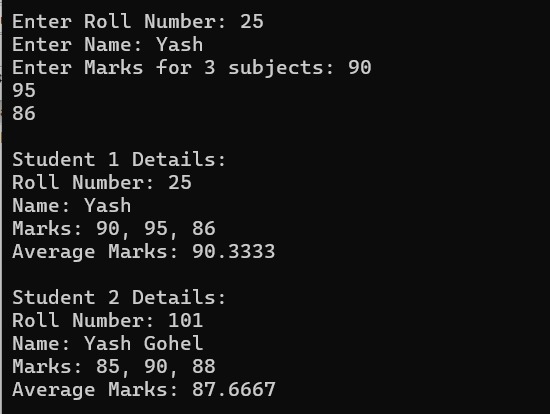 Enter Roll Number: 25
Enter Name: Yash
Enter Marks for 3 subjects: 90
95
86
Student 1 Details:
Roll Number: 25
Name: Yash
Marks: 90, 95, 86
Average Marks: 90.3333
Student 2 Details:
Roll Number: 101
Name: Yash Gohel
Marks: 85, 90, 88
Average Marks: 87.6667